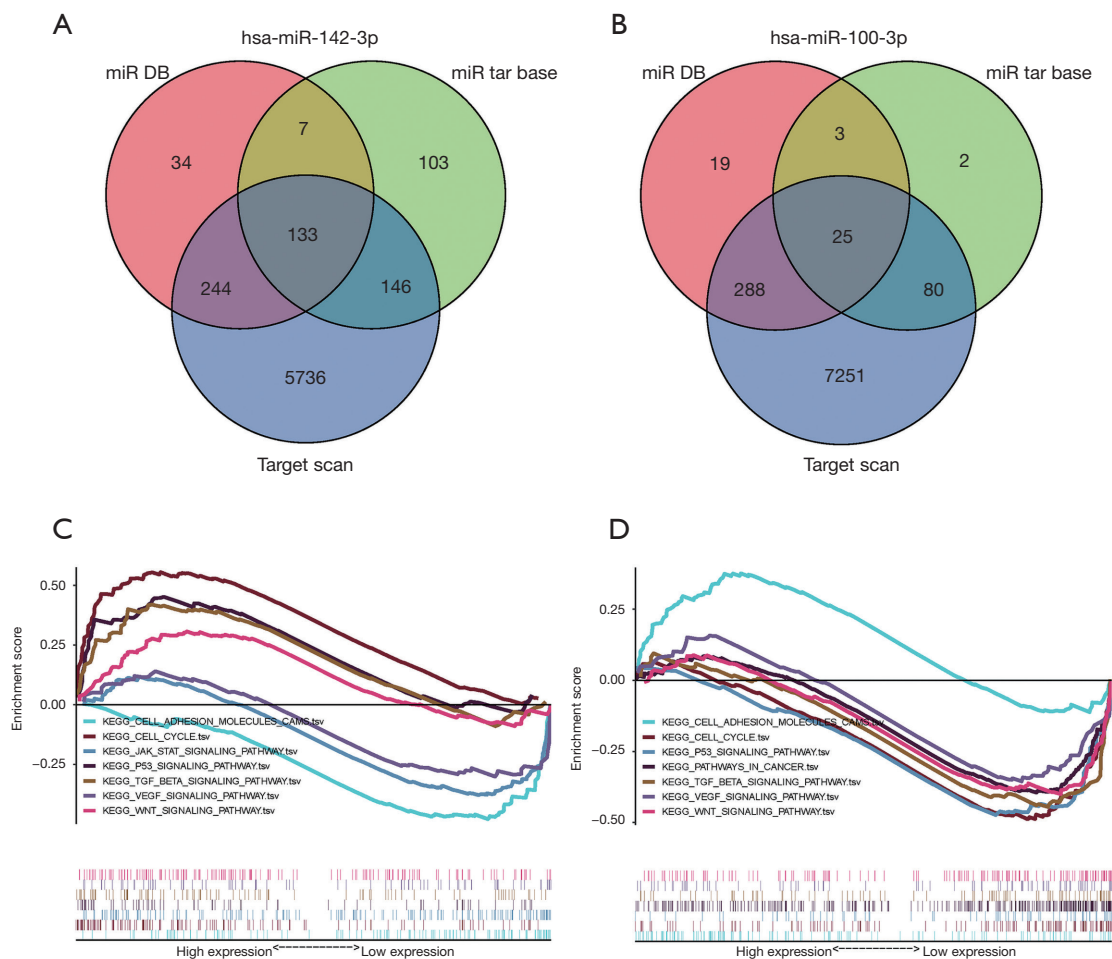 A
hsa-miR-142-3p
miR DB
miR tar base
7
34
103
133
244
146
5736
Target scan
B
hsa-miR-100-3p
miR DB
miR tar base
3
19
2
25
288
80
7251
Target scan
C
Enrichment score
0.50
0.25
0.00
−0.25
KEGG_CELL_ADHESION_MOLECULES_CAMS.tsv
KEGG_CELL_CYCLE.tsv
KEGG_JAK_STAT_SIGNALING_PATHWAY.tsv
KEGG_P53_SIGNALING_PATHWAY.tsv
KEGG_TGF_BETA_SIGNALING_PATHWAY.tsv
KEGG_VEGF_SIGNALING_PATHWAY.tsv
KEGG_WNT_SIGNALING_PATHWAY.tsv
High expression<------------->Low expression
D
Enrichment score
0.25
0.00
−0.25
−0.50
KEGG_CELL_ADHESION_MOLECULES_CAMS.tsv
KEGG_CELL_CYCLE.tsv
KEGG_P53_SIGNALING_PATHWAY.tsv
KEGG_PATHWAYS_IN_CANCER.tsv
KEGG_TGF_BETA_SIGNALING_PATHWAY.tsv
KEGG_VEGF_SIGNALING_PATHWAY.tsv
KEGG_WNT_SIGNALING_PATHWAY.tsv
High expression<------------->Low expression